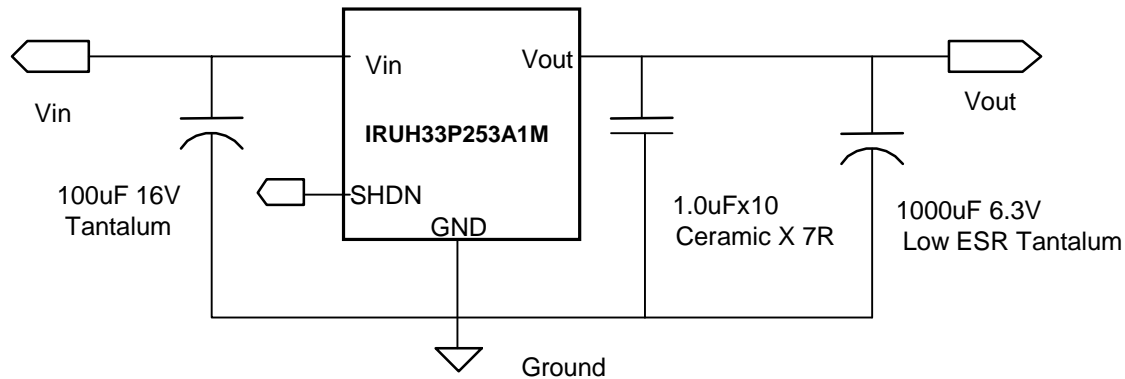 Vin
Vout
Vin
Vout
IRUH33P253A1M
100uF 16V
Tantalum
SHDN
GND
1.0uFx10
Ceramic X 7R
1000uF 6.3V
Low ESR Tantalum
Ground